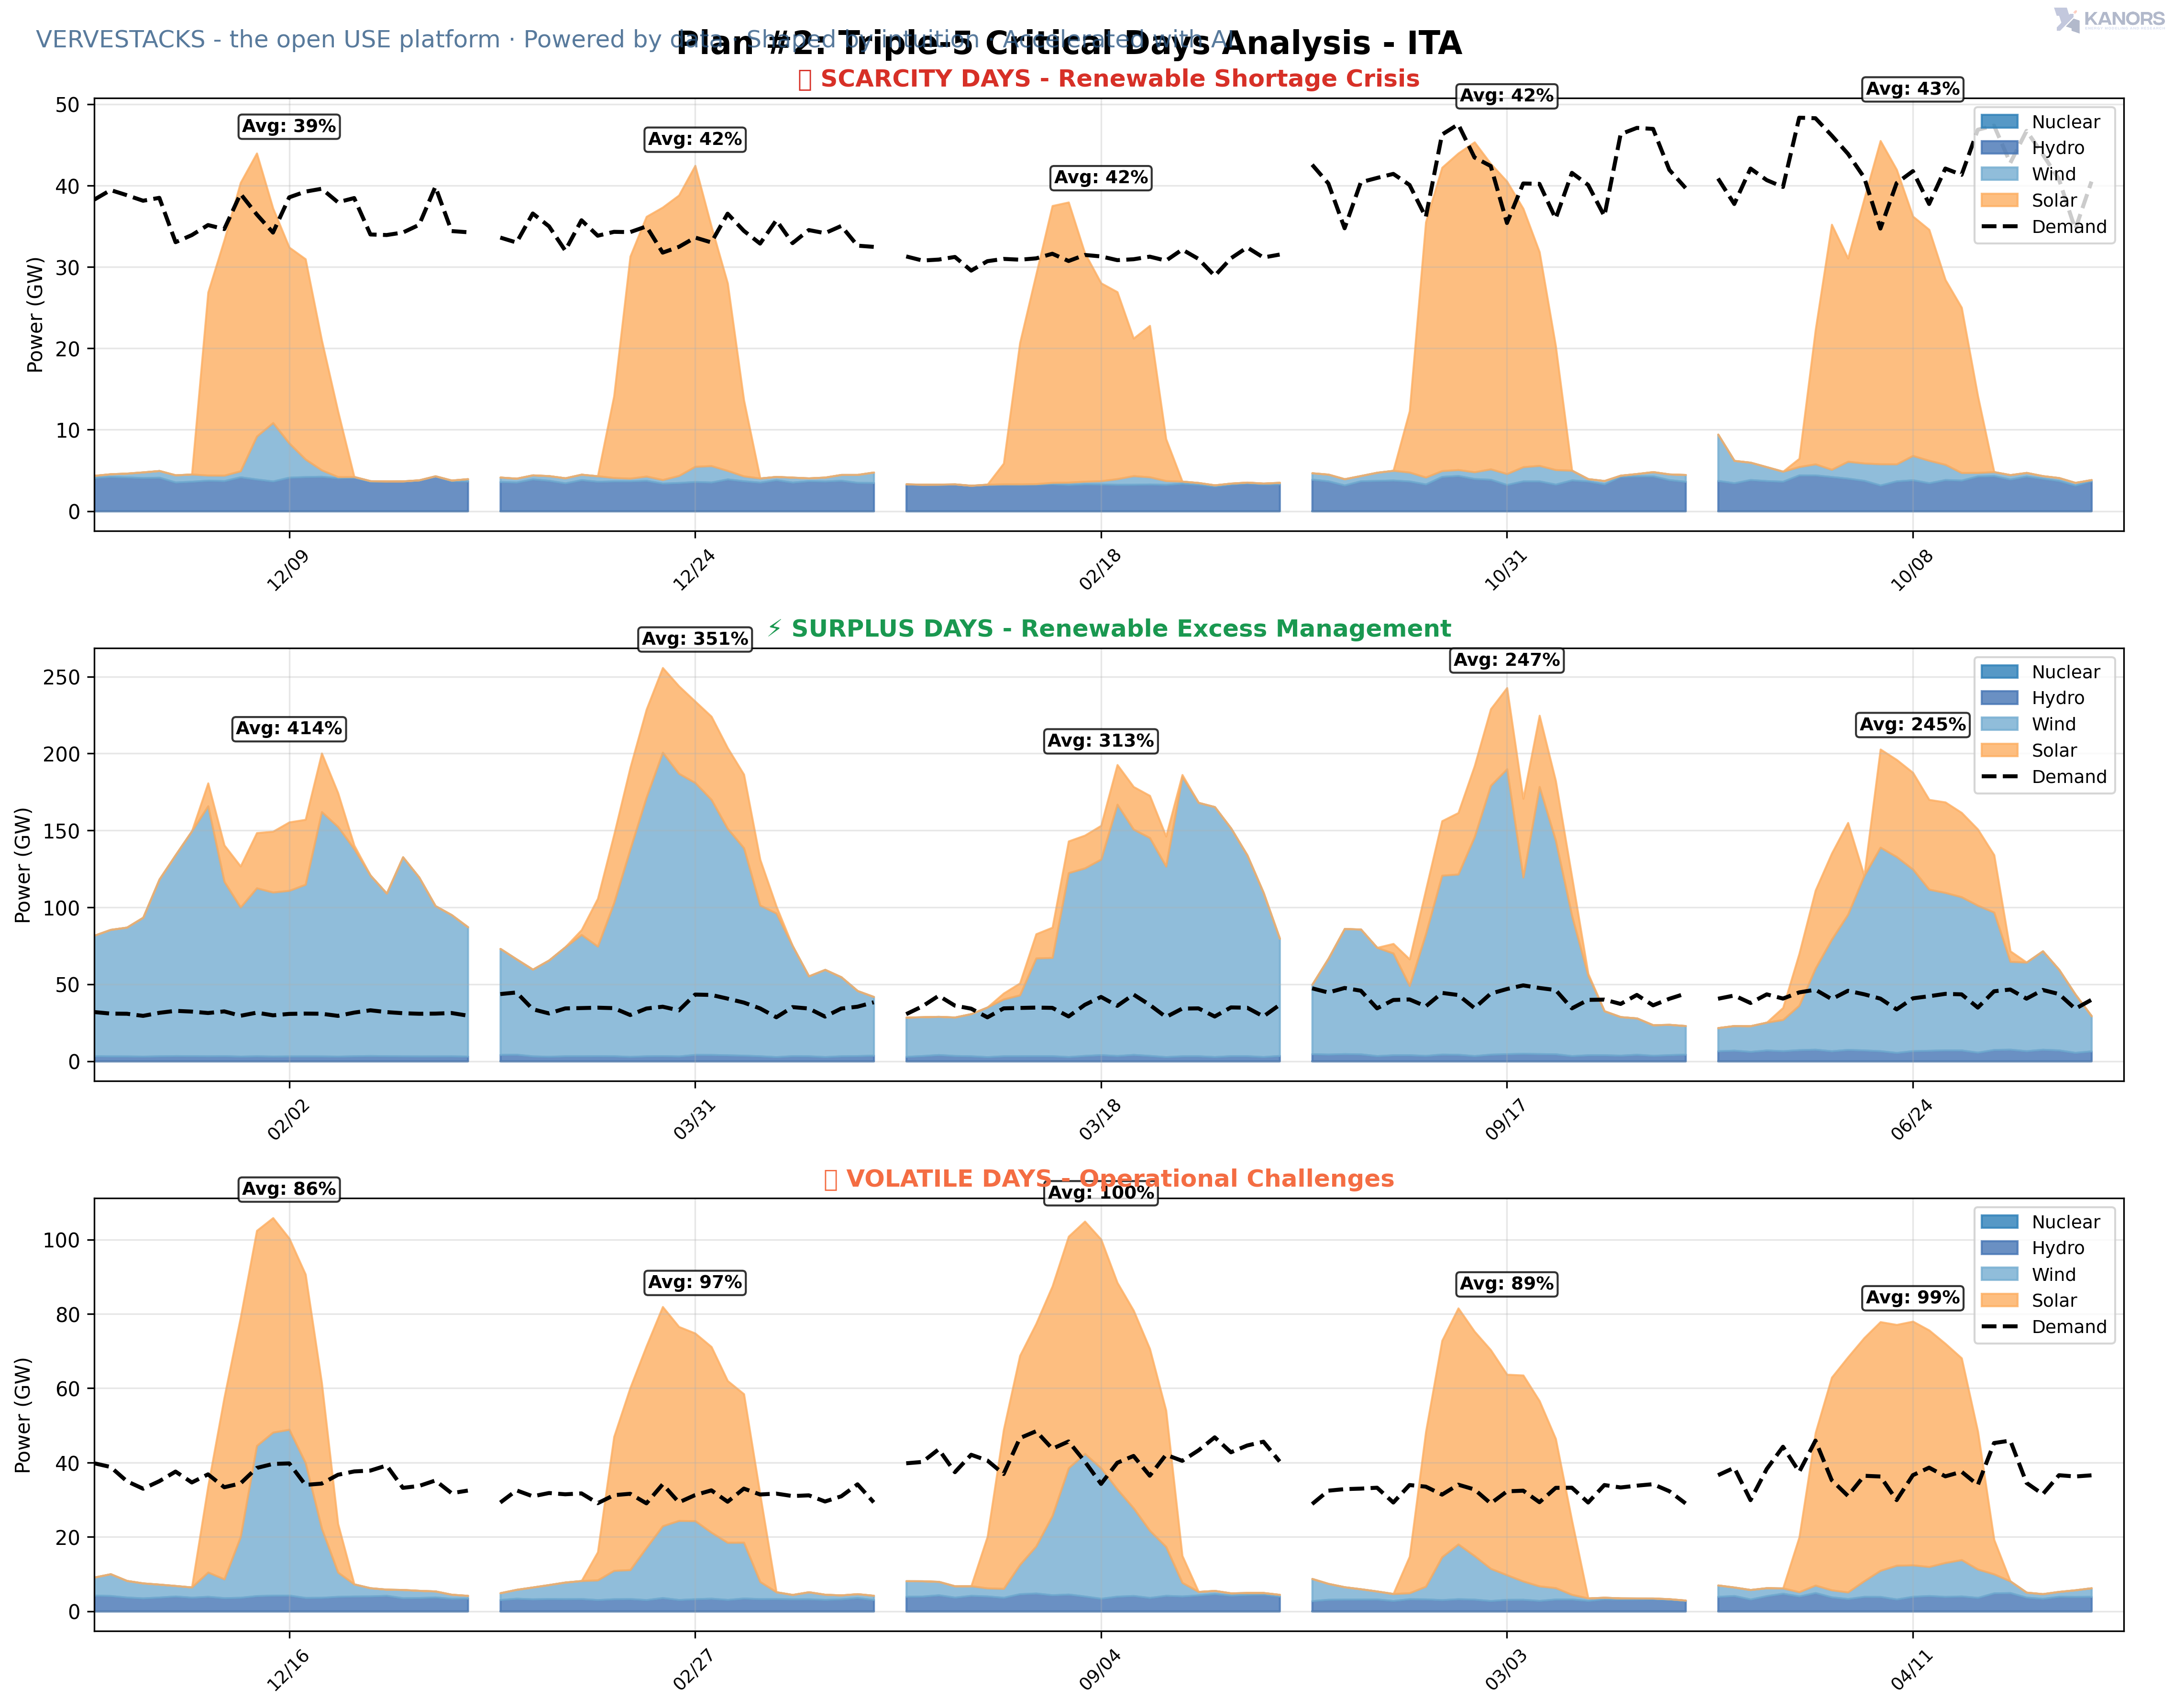 KANORS
VERVESTACKS - the open USE platform · Powered by data · Shaped by intuition · Accelerated with AI
Plan #2: Triple-5 Critical Days Analysis - ITA
SCARCITY DAYS - Renewable Shortage Crisis
Avg: 39%
Avg: 42%
Avg: 42%
Avg: 42%
Avg: 43%
Nuclear
Hydro
Wind
Solar
Demand
Power (GW)
50
40
30
20
10
0
12/09
12/24
02/18
10/31
10/08
⚡ SURPLUS DAYS - Renewable Excess Management
Avg: 414%
Avg: 351%
Avg: 313%
Avg: 247%
Avg: 245%
Nuclear
Hydro
Wind
Solar
Demand
Power (GW)
250
200
150
100
50
0
02/02
03/31
03/18
09/17
06/24
VOLATILE DAYS - Operational Challenges
Avg: 86%
Avg: 97%
Avg: 100%
Avg: 89%
Avg: 99%
Nuclear
Hydro
Wind
Solar
Demand
Power (GW)
100
80
60
40
20
0
12/16
02/27
09/04
03/03
04/11